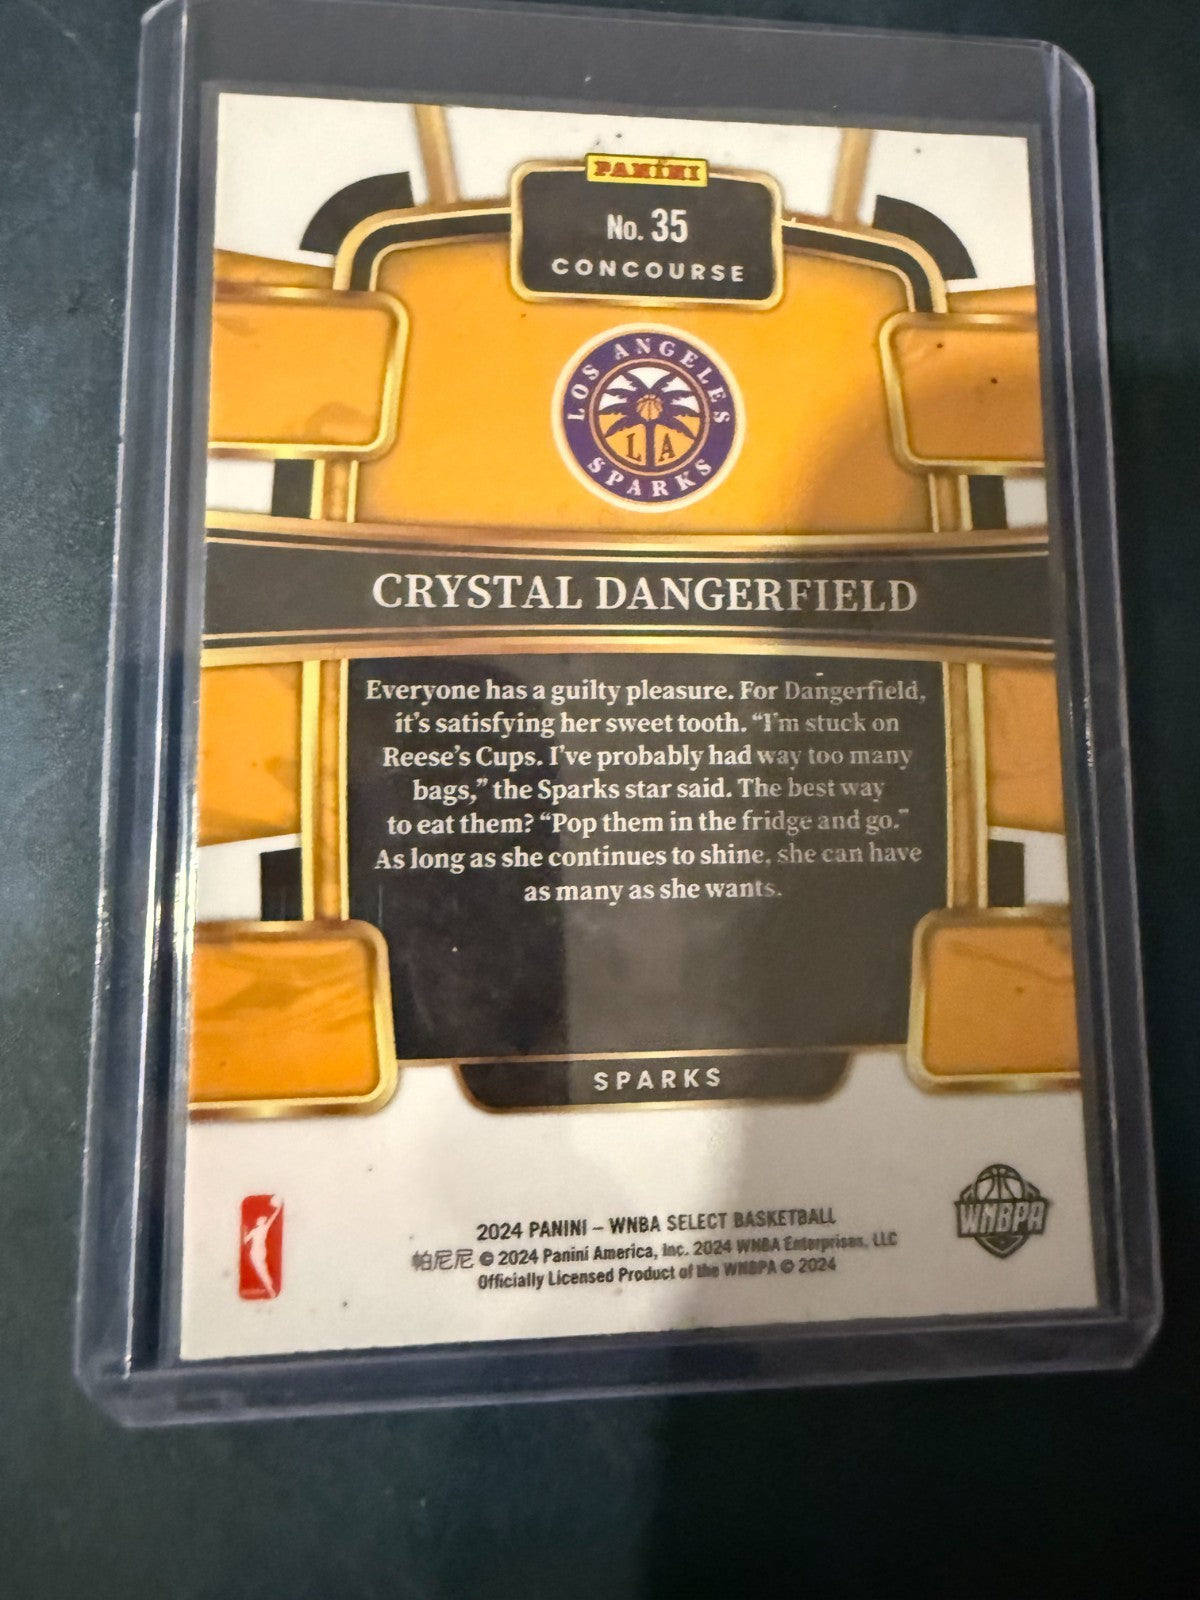 PANINI
No. 35
CONCOURSE
LOS ANGELES
LA
SPARKS
CRYSTAL DANGERFIELD
Everyone has a guilty pleasure. For Dangerfield,
it's satisfying her sweet tooth. “I'm stuck on
Reese's Cups. I've probably had way too many
bags,” the Sparks star said. The best way
to eat them? “Pop them in the fridge and go.”
As long as she continues to shine, she can have
as many as she wants.
SPARKS
WNBPA
2024 PANINI – WNBA SELECT BASKETBALL
帕尼尼 © 2024 Panini America, Inc. 2024 WNBA Enterprises, LLC
Officially Licensed Product of the WNBPA © 2024